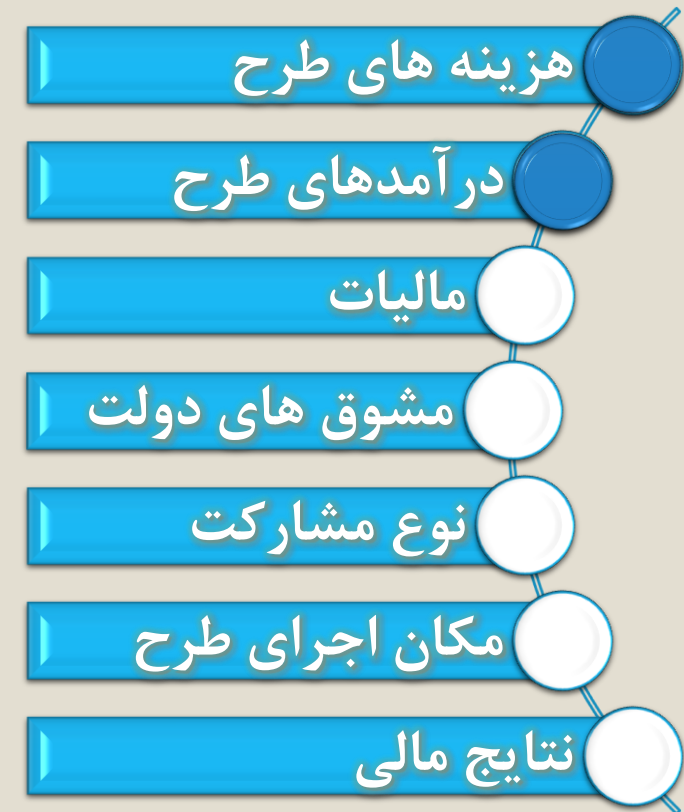 هزینه های طرح
درآمدهای طرح
مالیات
مشوق های دولت
نوع مشارکت
مکان اجرای طرح
نتایج مالی